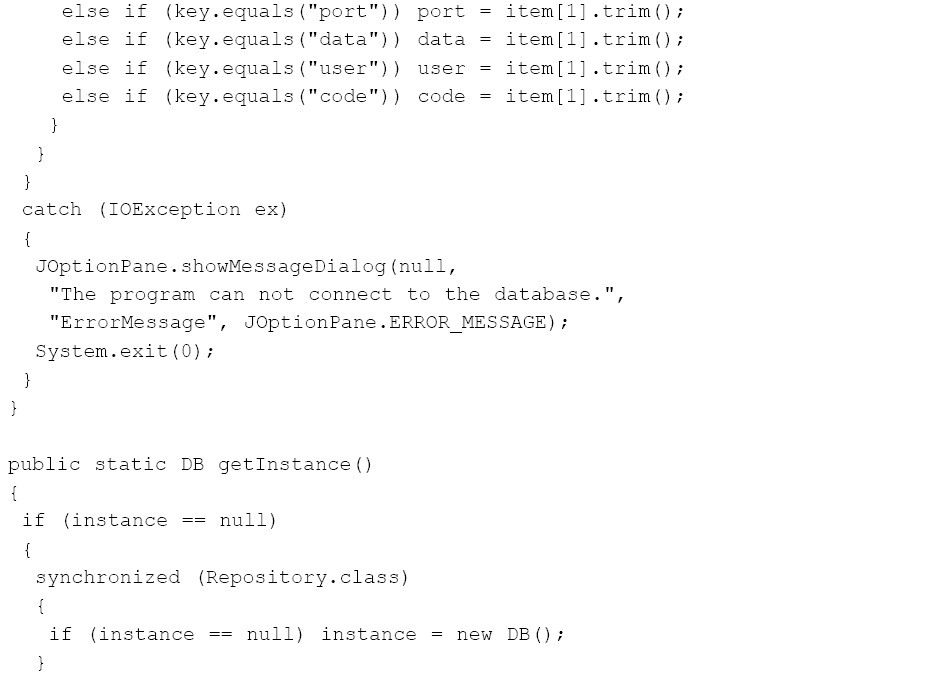 else if (key.equals("port")) port = item[1].trim();
else if (key.equals("data")) data = item[1].trim();
else if (key.equals("user")) user = item[1].trim();
else if (key.equals("code")) code = item[1].trim();
}
}
}
catch (IOException ex)
{
JOptionPane.showMessageDialog(null,
"The program can not connect to the database.",
"ErrorMessage", JOptionPane.ERROR_MESSAGE);
System.exit(0);
}
}
public static DB getInstance()
{
if (instance == null)
{
synchronized (Repository.class)
{
if (instance == null) instance = new DB();
}